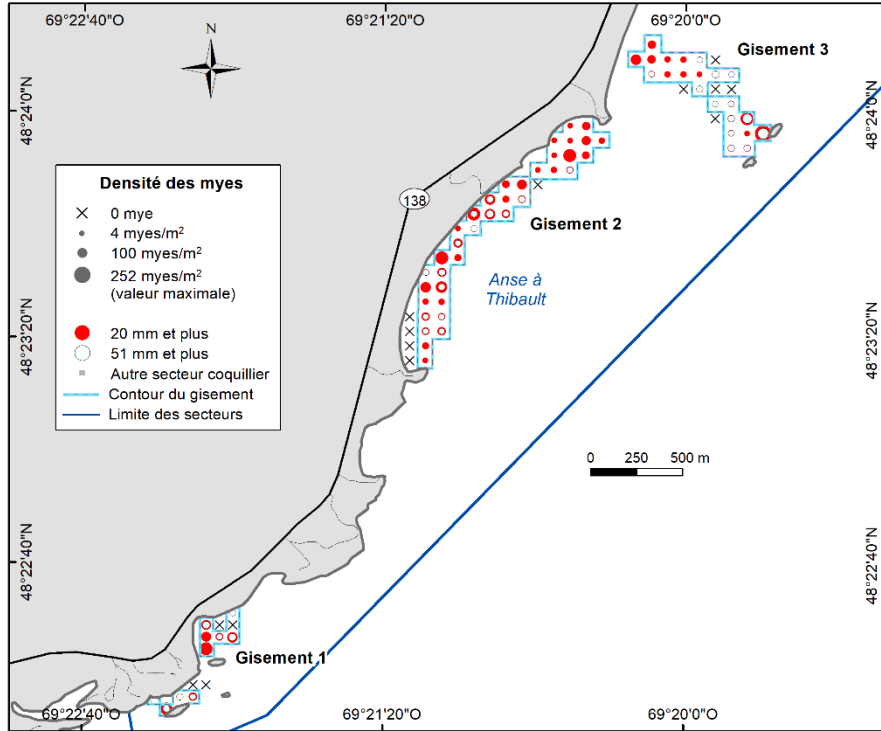 69°22'40"O
69°21'20"O
69°20'0"O
N
Gisement 3
48°24'0"N
48°24'0"N
Densité des myes
0 mye
4 myes/m²
100 myes/m²
252 myes/m²
(valeur maximale)
20 mm et plus
51 mm et plus
Autre secteur coquillier
Contour du gisement
Limite des secteurs
138
Gisement 2
Anse à
Thibault
48°23'20"N
48°23'20"N
0 250 500 m
48°22'40"N
48°22'40"N
Gisement 1
69°22'40"O
69°21'20"O
69°20'0"O